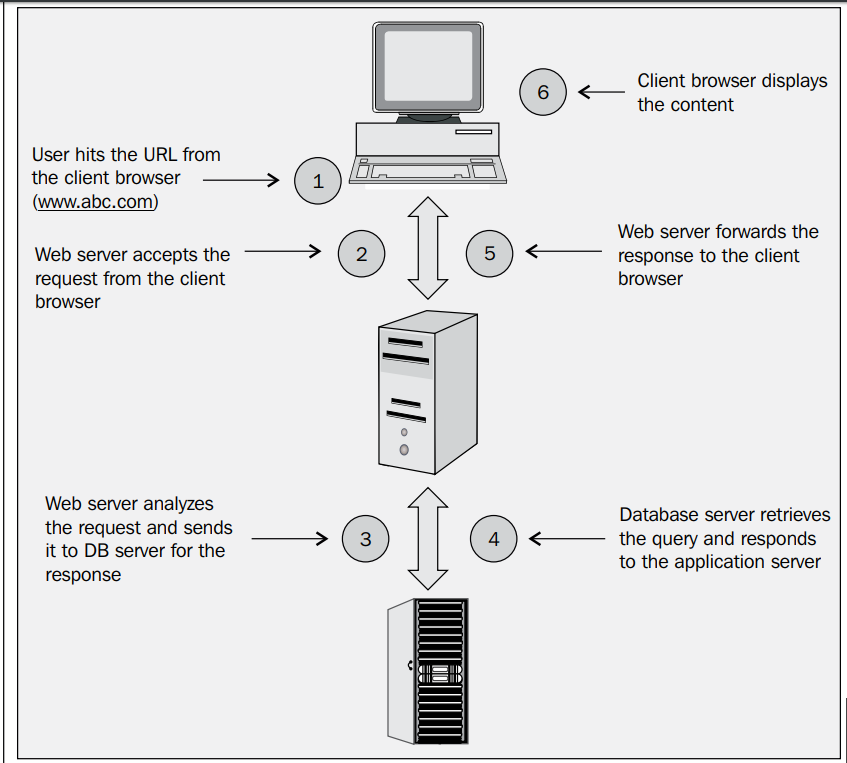 6
Client browser displays
the content
User hits the URL from
the client browser
(www.abc.com)
1
Web server accepts the
request from the client
browser
2
5
Web server forwards the
response to the client
browser
Web server analyzes
the request and sends
it to DB server for the
response
3
4
Database server retrieves
the query and responds
to the application server